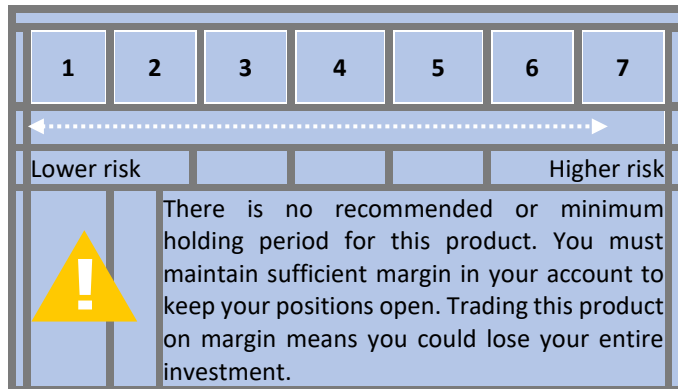 1 2 3 4 5 6 7
Lower risk Higher risk
!
There is no recommended or minimum
holding period for this product. You must
maintain sufficient margin in your account to
keep your positions open. Trading this product
on margin means you could lose your entire
investment.